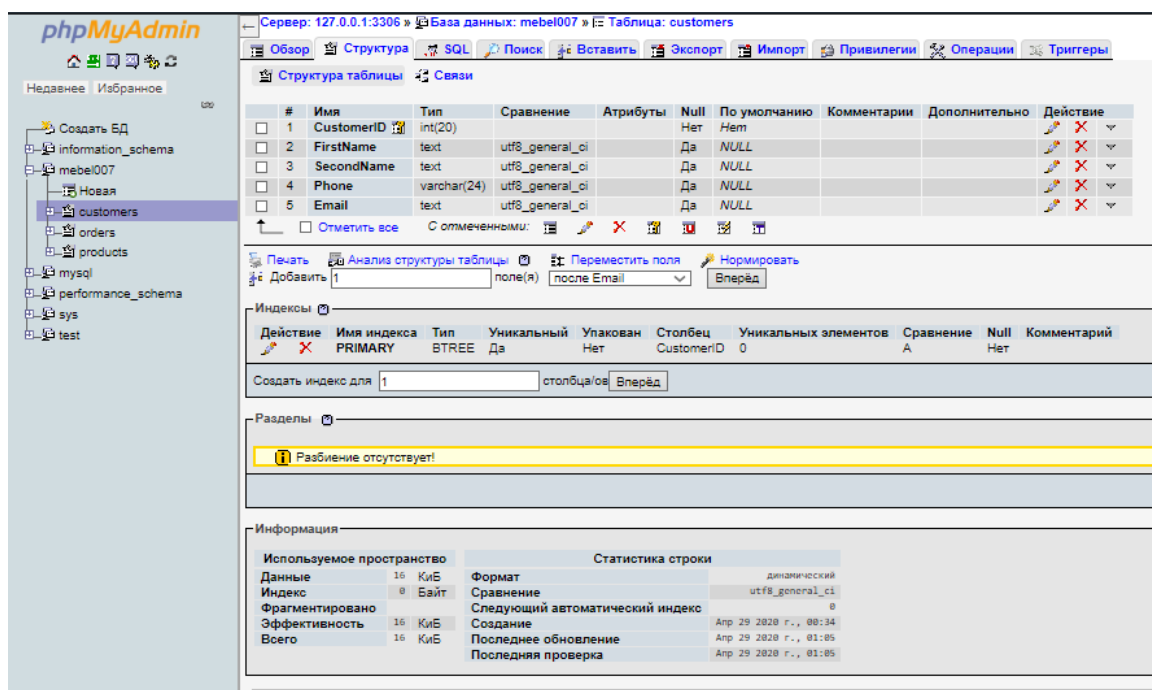 phpMyAdmin
Недавнее Избранное
Создать БД
information_schema
mebel007
Новая
customers
orders
products
mysql
performance_schema
sys
test
Сервер: 127.0.0.1:3306 » База данных: mebel007 » Таблица: customers
Обзор Структура SQL Поиск Вставить Экспорт Импорт Привилегии Операции Триггеры
Структура таблицы Связи
# Имя Тип Сравнение Атрибуты Null По умолчанию Комментарии Дополнительно Действие
1 CustomerID int(20) Нет Нет
2 FirstName text utf8_general_ci Да NULL
3 SecondName text utf8_general_ci Да NULL
4 Phone varchar(24) utf8_general_ci Да NULL
5 Email text utf8_general_ci Да NULL
Отметить все С отмеченными:
Печать Анализ структуры таблицы Переместить поля Нормировать
Добавить 1 поле(я) после Email Вперёд
Индексы
Действие Имя индекса Тип Уникальный Упакован Столбец Уникальных элементов Сравнение Null Комментарий
PRIMARY BTREE Да Нет CustomerID 0 A Нет
Создать индекс для 1 столбца/ов Вперёд
Разделы
Разбиение отсутствует!
Информация
Используемое пространство
Данные 16 КиБ
Индекс 0 Байт
Фрагментировано
Эффективность 16 КиБ
Всего 16 КиБ
Статистика строки
Формат динамический
Сравнение utf8_general_ci
Следующий автоматический индекс 0
Создание Апр 29 2020 г., 00:34
Последнее обновление Апр 29 2020 г., 01:05
Последняя проверка Апр 29 2020 г., 01:05